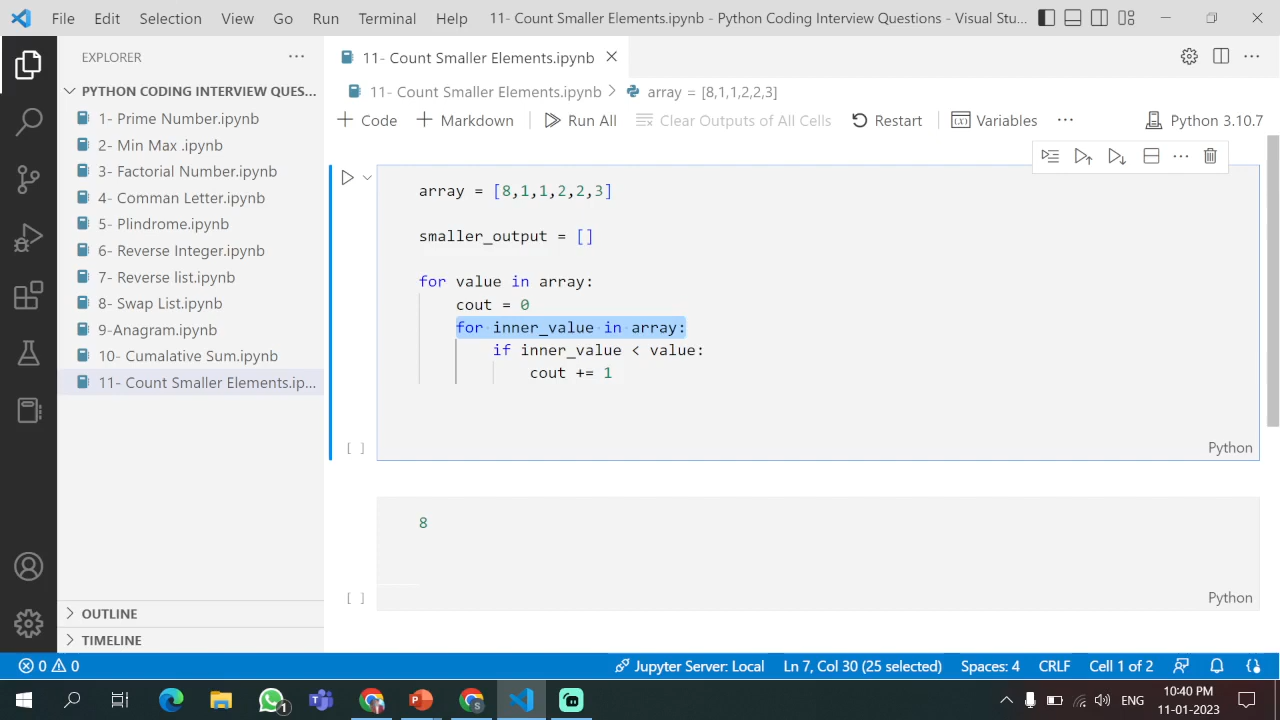 File Edit Selection View Go Run Terminal Help 11- Count Smaller Elements.ipynb - Python Coding Interview Questions - Visual Stu...
EXPLORER
PYTHON CODING INTERVIEW QUES...
1- Prime Number.ipynb
2- Min Max .ipynb
3- Factorial Number.ipynb
4- Comman Letter.ipynb
5- Plindrome.ipynb
6- Reverse Integer.ipynb
7- Reverse list.ipynb
8- Swap List.ipynb
9-Anagram.ipynb
10- Cumalative Sum.ipynb
11- Count Smaller Elements.ip...
OUTLINE
TIMELINE
11- Count Smaller Elements.ipynb
11- Count Smaller Elements.ipynb > array = [8,1,1,2,2,3]
+ Code + Markdown Run All Clear Outputs of All Cells Restart Variables ... Python 3.10.7
array = [8,1,1,2,2,3]
smaller_output = []
for value in array:
cout = 0
for inner_value in array:
if inner_value < value:
cout += 1
[ ] Python
8
[ ] Python
0 0 Jupyter Server: Local Ln 7, Col 30 (25 selected) Spaces: 4 CRLF Cell 1 of 2
1 ENG 10:40 PM
11-01-2023